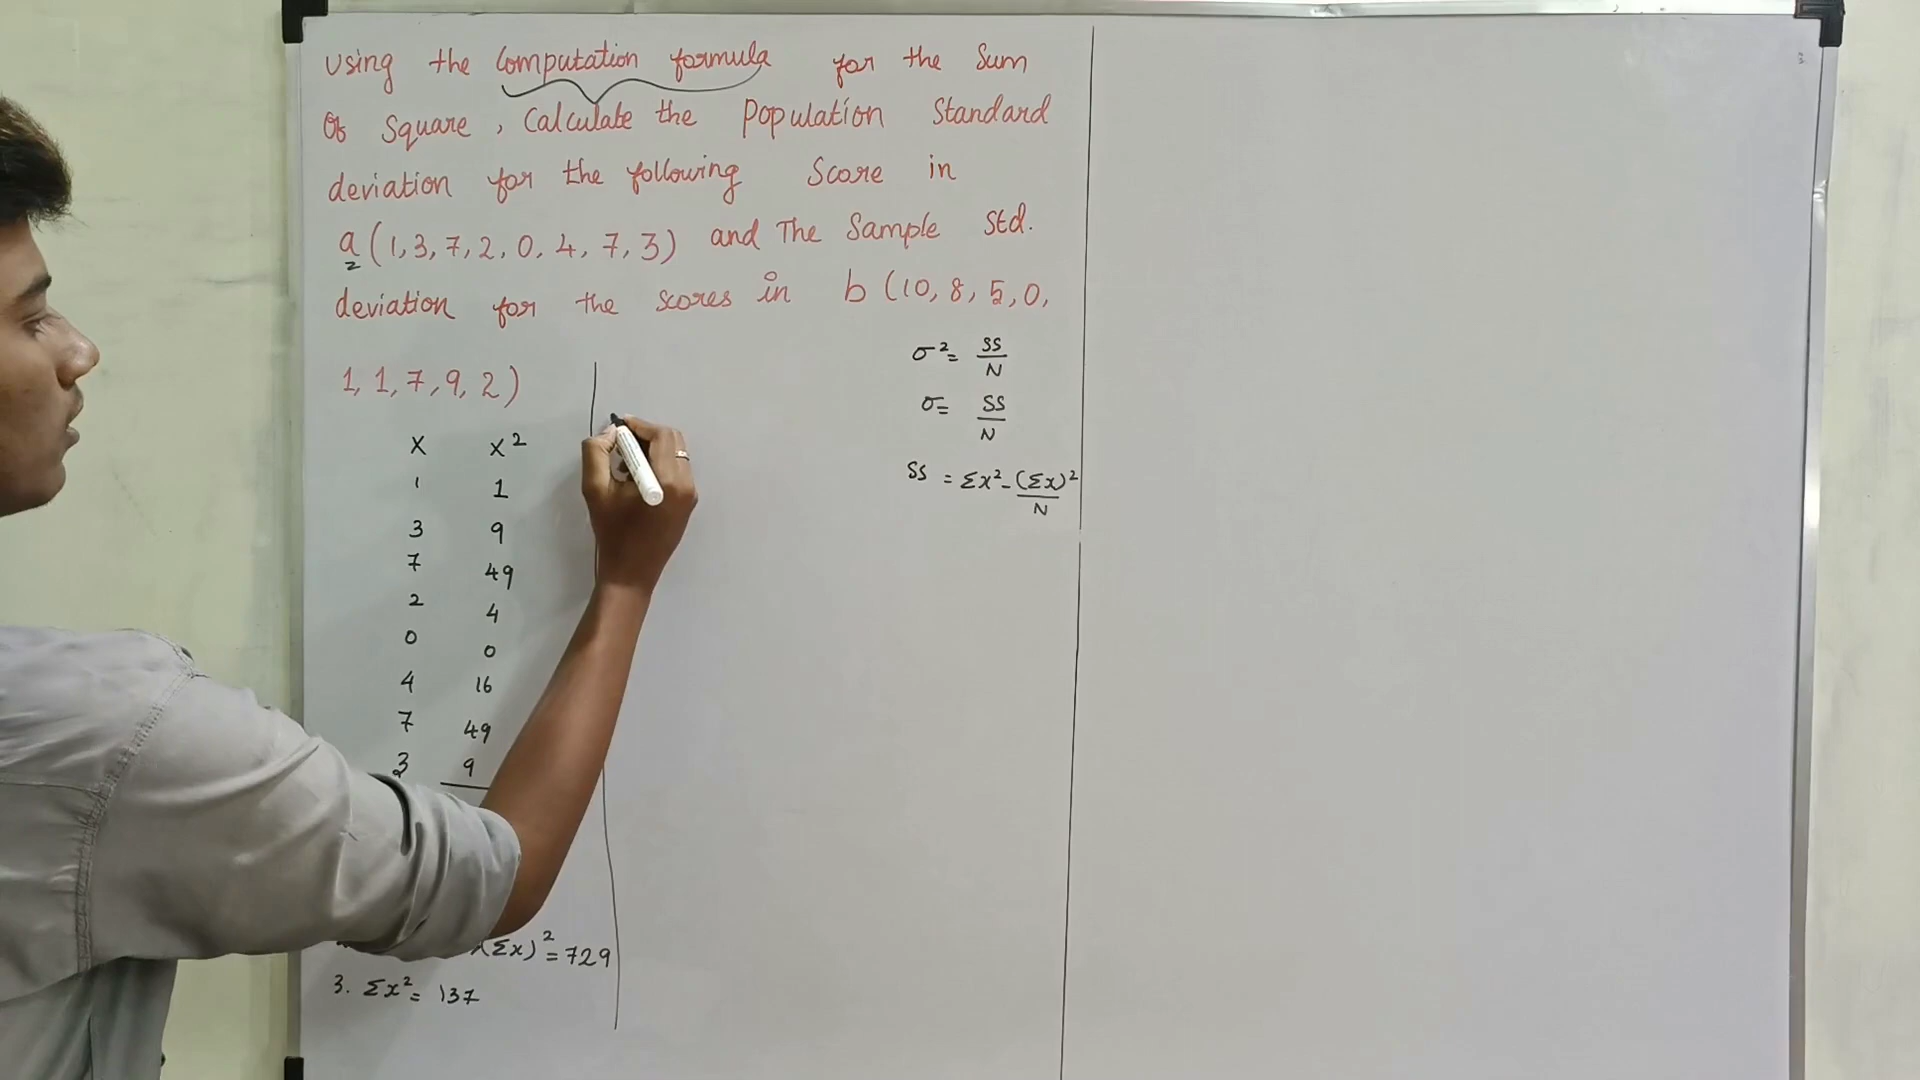 Using the Computation formula for the Sum
Of Square, Calculate the Population Standard
deviation for the following Score in
a (1, 3, 7, 2, 0, 4, 7, 3) and The Sample Std.
deviation for the scores in b (10, 8, 5, 0,
1, 1, 7, 9, 2)
σ² = SS/N
σ = SS/N
SS = Σx² - (Σx)²/N
X X²
1 1
3 9
7 49
2 4
0 0
4 16
7 49
3 9
(Σx)² = 729
3. Σx² = 137